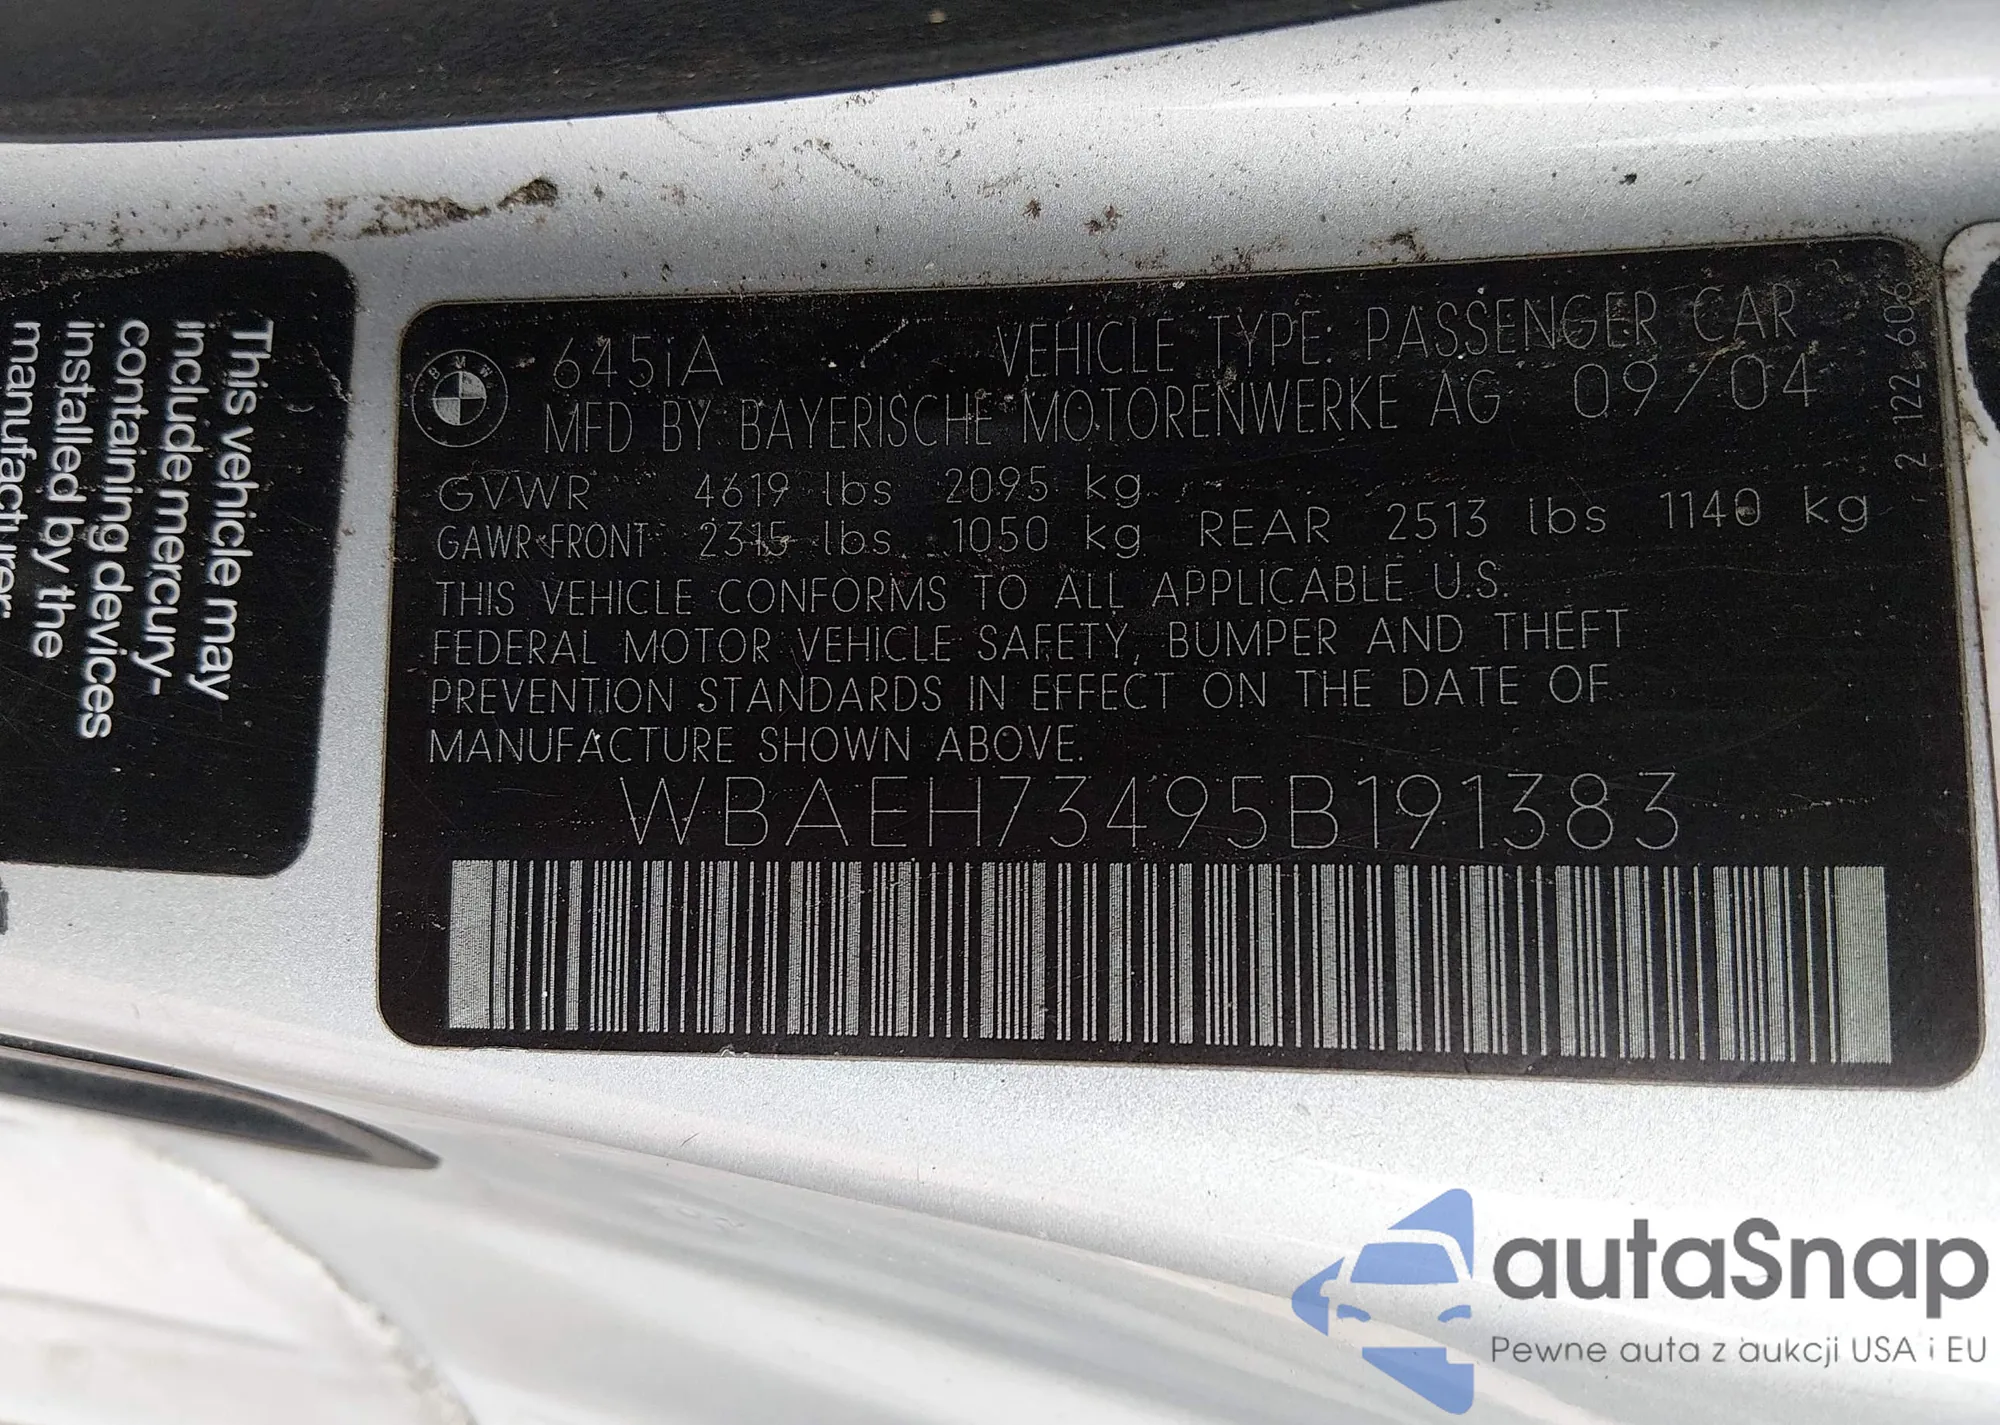 This vehicle may
include mercury-
containing devices
installed by the
manufacturer.
BMW
645iA VEHICLE TYPE: PASSENGER CAR
MFD BY BAYERISCHE MOTORENWERKE AG 09/04
GVWR 4619 lbs 2095 kg
GAWR FRONT 2315 lbs 1050 kg REAR 2513 lbs 1140 kg
THIS VEHICLE CONFORMS TO ALL APPLICABLE U.S.
FEDERAL MOTOR VEHICLE SAFETY, BUMPER AND THEFT
PREVENTION STANDARDS IN EFFECT ON THE DATE OF
MANUFACTURE SHOWN ABOVE.
WBAEH73495B191383
2 122 606
autaSnap
Pewne auta z aukcji USA i EU